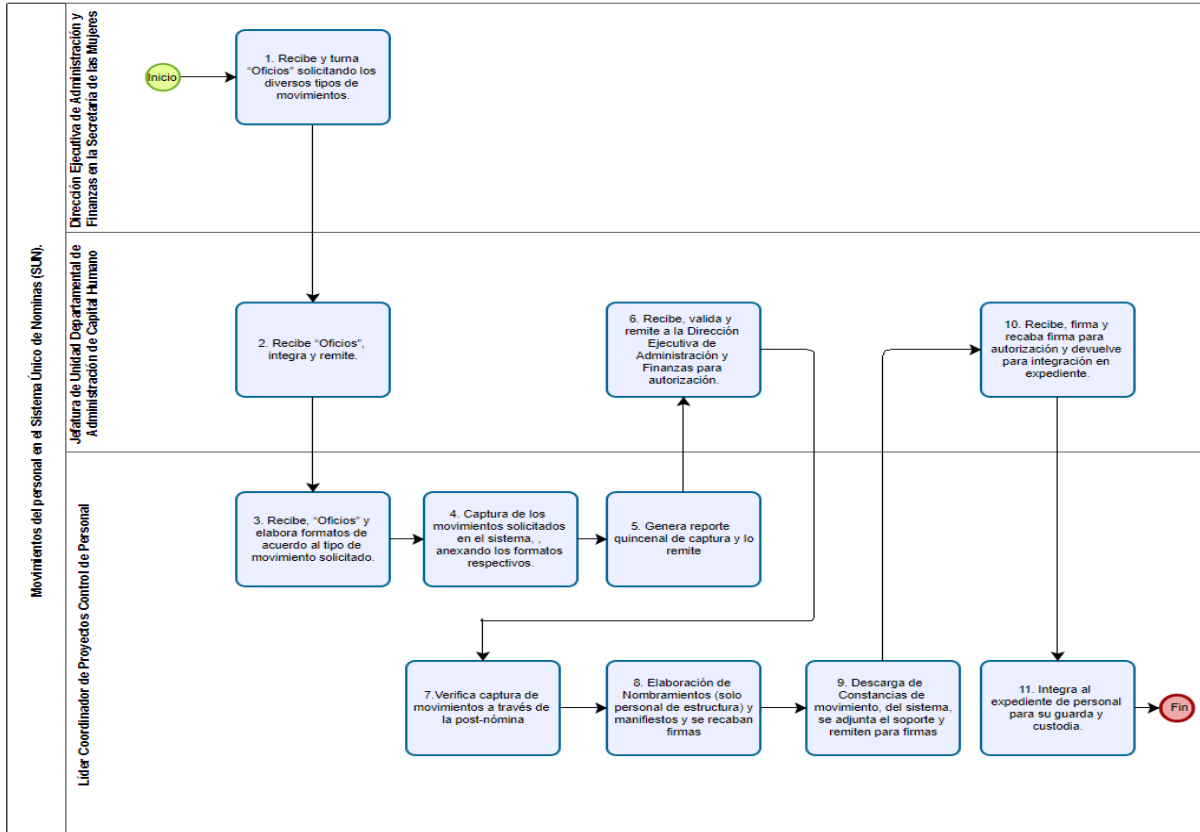 Movimientos del personal en el Sistema Único de Nominas (SUN).
Dirección Ejecutiva de Administración y
Finanzas en la Secretaría de las Mujeres
Inicio
1. Recibe y turna
“Oficios” solicitando los
diversos tipos de
movimientos.
Jefatura de Unidad Departamental de
Administración de Capital Humano
2. Recibe “Oficios”,
integra y remite.
6. Recibe, valida y
remite a la Dirección
Ejecutiva de
Administración y
Finanzas para
autorización.
10. Recibe, firma y
recaba firma para
autorización y devuelve
para integración en
expediente.
Líder Coordinador de Proyectos Control de Personal
3. Recibe, “Oficios” y
elabora formatos de
acuerdo al tipo de
movimiento solicitado.
4. Captura de los
movimientos solicitados
en el sistema, ,
anexando los formatos
respectivos.
5. Genera reporte
quincenal de captura y lo
remite
7.Verifica captura de
movimientos a través de
la post-nómina
8. Elaboración de
Nombramientos (solo
personal de estructura) y
manifiestos y se recaban
firmas
9. Descarga de
Constancias de
movimiento, del sistema,
se adjunta el soporte y
remiten para firmas
11. Integra al
expediente de personal
para su guarda y
custodia.
Fin